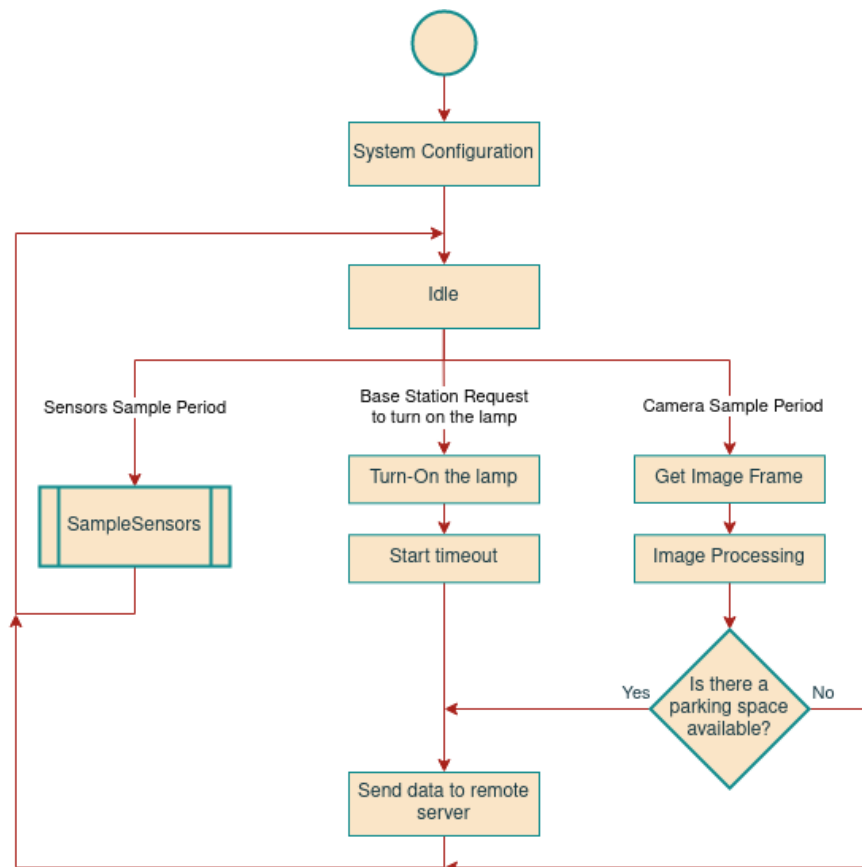 System Configuration
Idle
Sensors Sample Period
Base Station Request
to turn on the lamp
Camera Sample Period
Turn-On the lamp
Get Image Frame
SampleSensors
Start timeout
Image Processing
Yes
Is there a
parking space
available?
No
Send data to remote
server